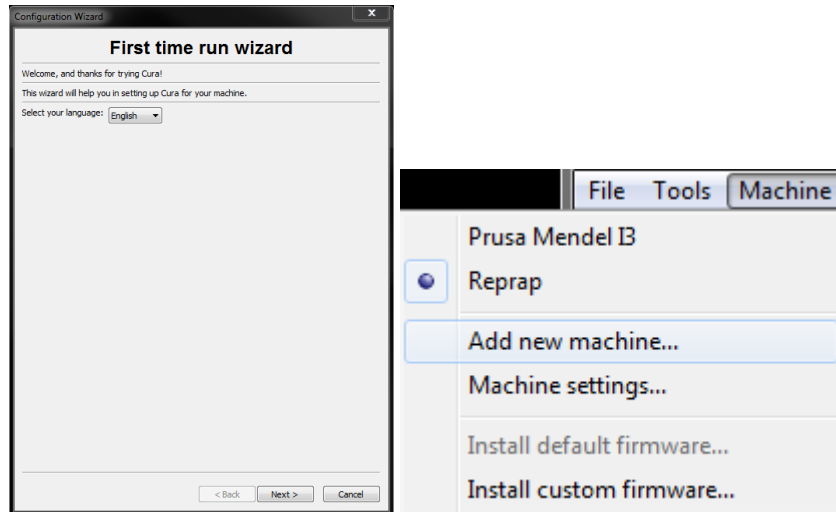 Configuration Wizard
x
First time run wizard
Welcome, and thanks for trying Cura!
This wizard will help you in setting up Cura for your machine.
Select your language: English
< Back Next > Cancel
File Tools Machine
Prusa Mendel I3
Reprap
Add new machine...
Machine settings...
Install default firmware...
Install custom firmware...